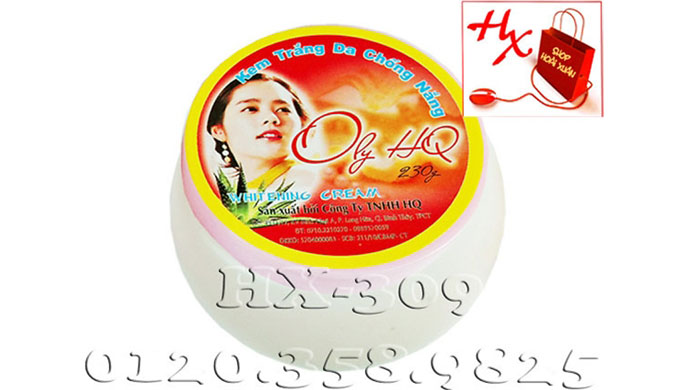 Kem Trắng Da Chống Nắng
HX
SHOP
HOÀI XUÂN
Oly HQ
230g
WHITENING CREAM
Sản xuất bởi Công Ty TNHH HQ
HX-309
0120.358.9825